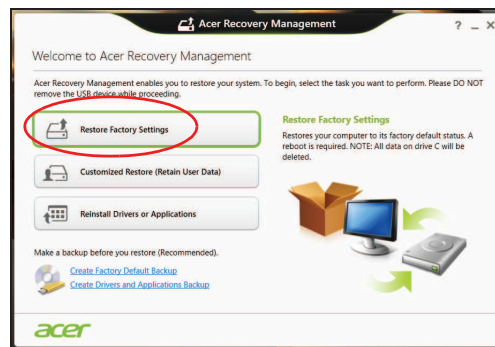 Acer Recovery Management
? _ X
Welcome to Acer Recovery Management
Acer Recovery Management enables you to restore your system. To begin, select the task you want to perform. Please DO NOT
remove the USB device while proceeding.
Restore Factory Settings
Restore Factory Settings
Restores your computer to its factory default status. A
reboot is required. NOTE: All data on drive C will be
deleted.
Customized Restore (Retain User Data)
Reinstall Drivers or Applications
Make a backup before you restore (Recommended).
Create Factory Default Backup
Create Drivers and Applications Backup
acer